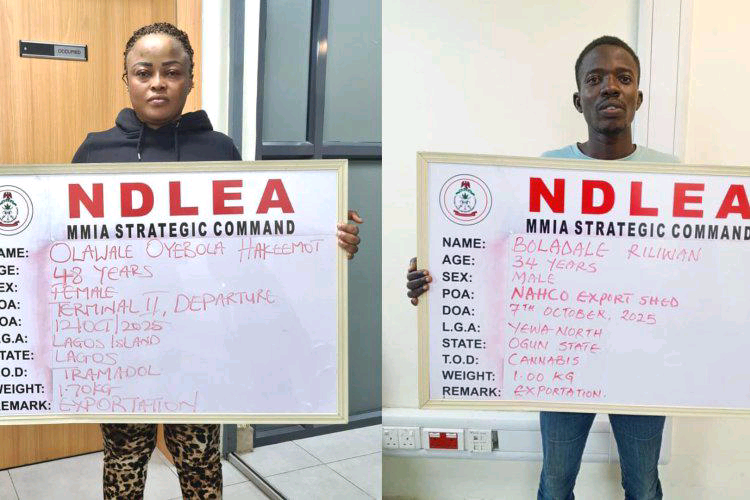 OCCUPIED
NDLEA
MMIA STRATEGIC COMMAND
NAME: OLAWALE OYEBOLA HAKEEMOT
AGE: 48 YEARS
SEX: FEMALE
POA: TERMINAL II, DEPARTURE
DOA: 12/OCT/2025
L.G.A: LAGOS ISLAND
STATE: LAGOS
T.O.D: TRAMADOL
WEIGHT: 1.70KG
REMARK: EXPORTATION
NDLEA
MMIA STRATEGIC COMMAND
NAME: BOLADALE RILIWAN
AGE: 34 YEARS
SEX: MALE
POA: NAHCO EXPORT SHED
DOA: 7TH OCTOBER, 2025
L.G.A: YEWA-NORTH
STATE: OGUN STATE
T.O.D: CANNABIS
WEIGHT: 1.00 KG
REMARK: EXPORTATION.